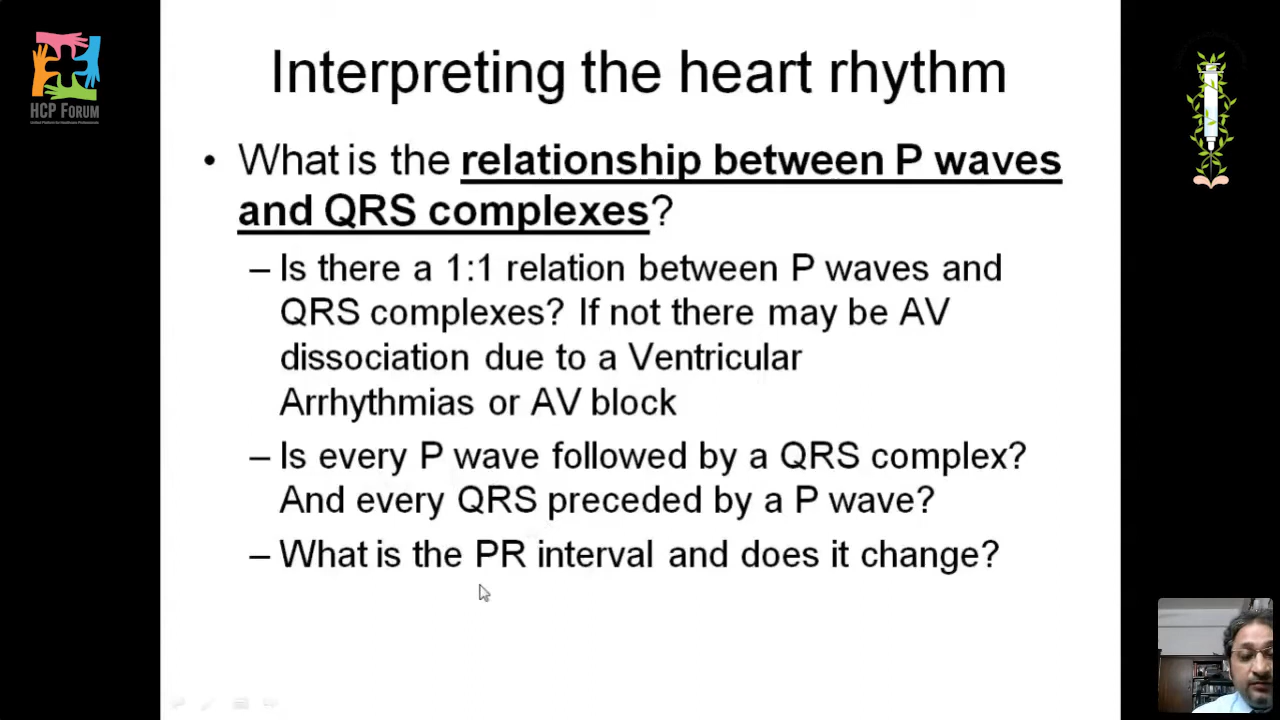 Interpreting the heart rhythm
HCP FORUM
• What is the relationship between P waves
and QRS complexes?
– Is there a 1:1 relation between P waves and
QRS complexes? If not there may be AV
dissociation due to a Ventricular
Arrhythmias or AV block
– Is every P wave followed by a QRS complex?
And every QRS preceded by a P wave?
– What is the PR interval and does it change?